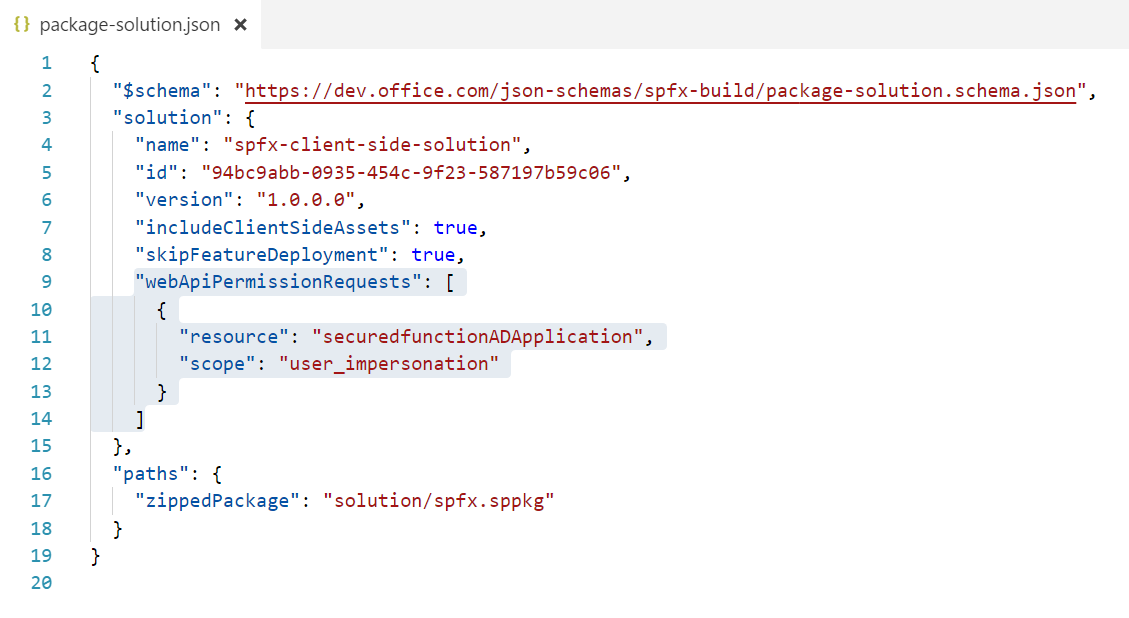 {} package-solution.json ×
1 {
2 "$schema": "https://dev.office.com/json-schemas/spfx-build/package-solution.schema.json",
3 "solution": {
4 "name": "spfx-client-side-solution",
5 "id": "94bc9abb-0935-454c-9f23-587197b59c06",
6 "version": "1.0.0.0",
7 "includeClientSideAssets": true,
8 "skipFeatureDeployment": true,
9 "webApiPermissionRequests": [
10 {
11 "resource": "securedfunctionADApplication",
12 "scope": "user_impersonation"
13 }
14 ]
15 },
16 "paths": {
17 "zippedPackage": "solution/spfx.sppkg"
18 }
19 }
20